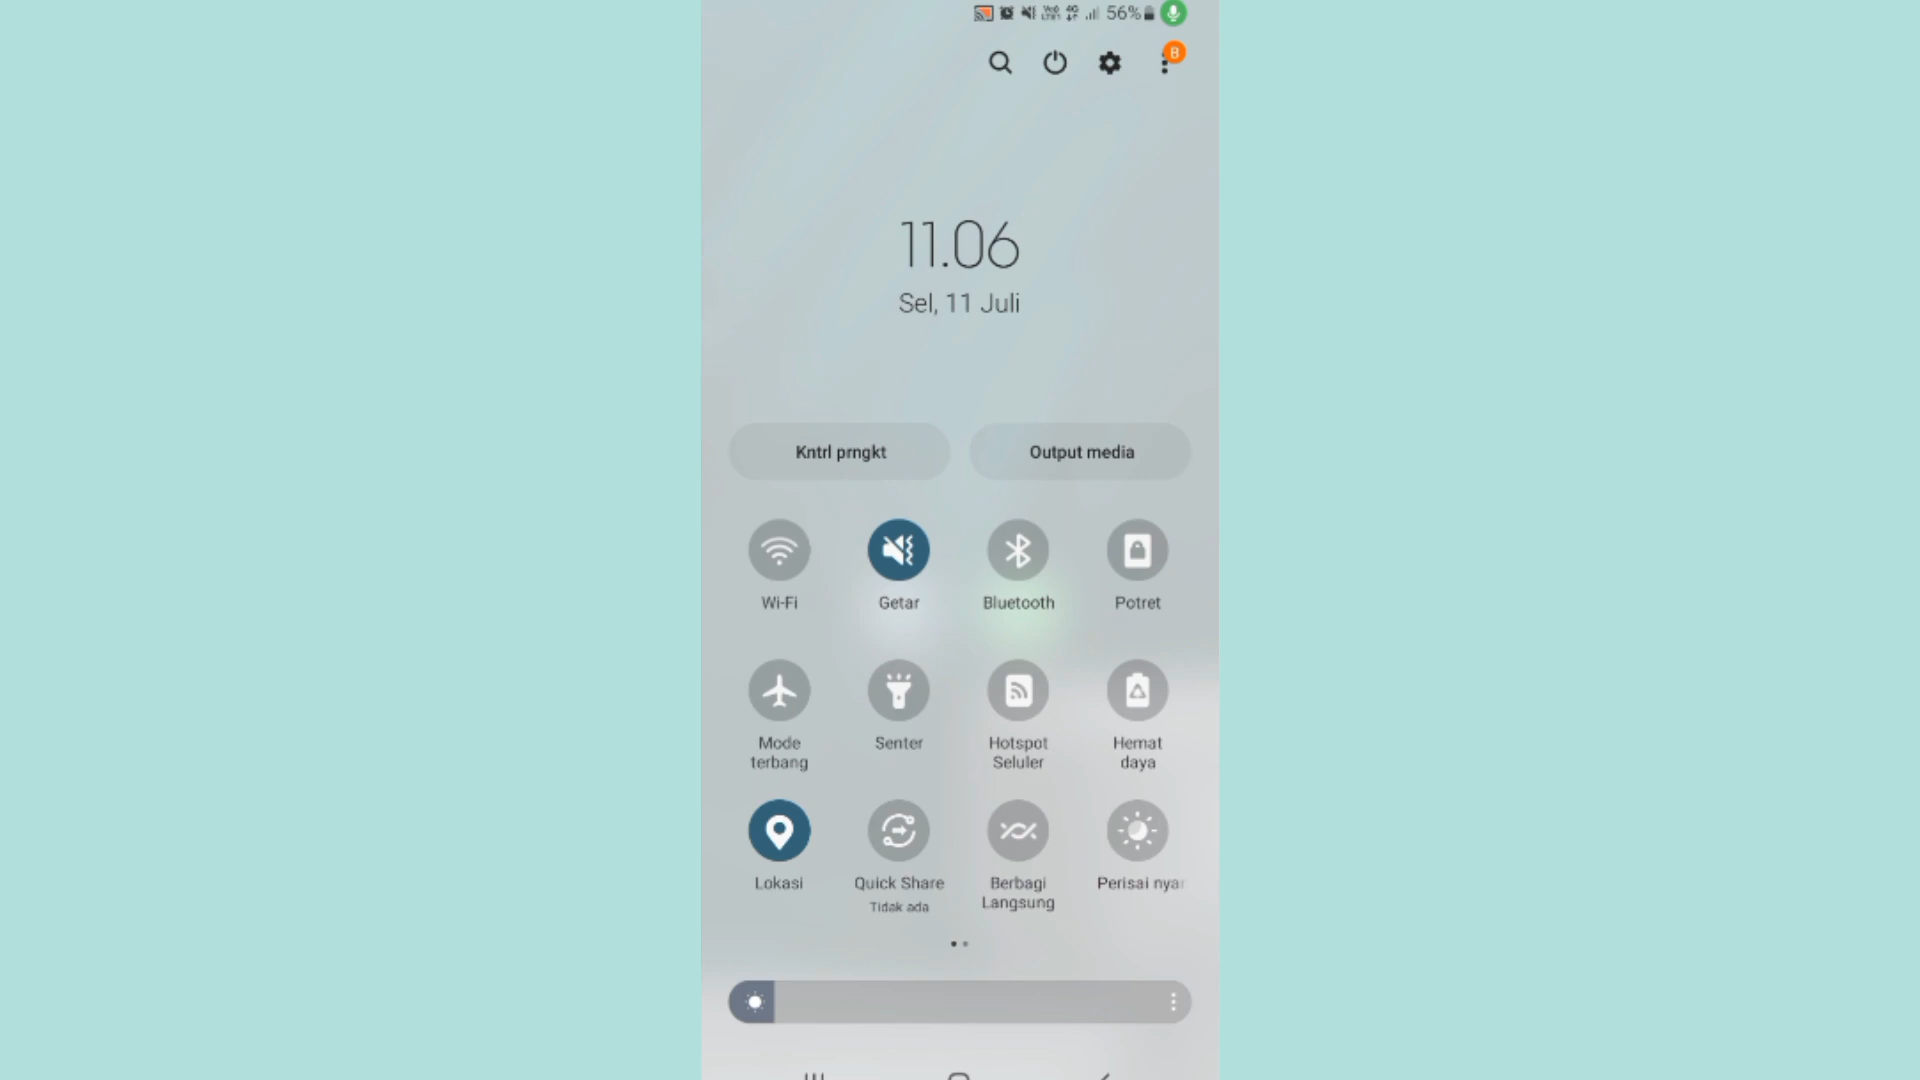 56%
B
11.06
Sel, 11 Juli
Kntrl prngkt
Output media
Wi-Fi
Getar
Bluetooth
Potret
Mode
terbang
Senter
Hotspot
Seluler
Hemat
daya
Lokasi
Quick Share
Tidak ada
Berbagi
Langsung
Perisai nyar